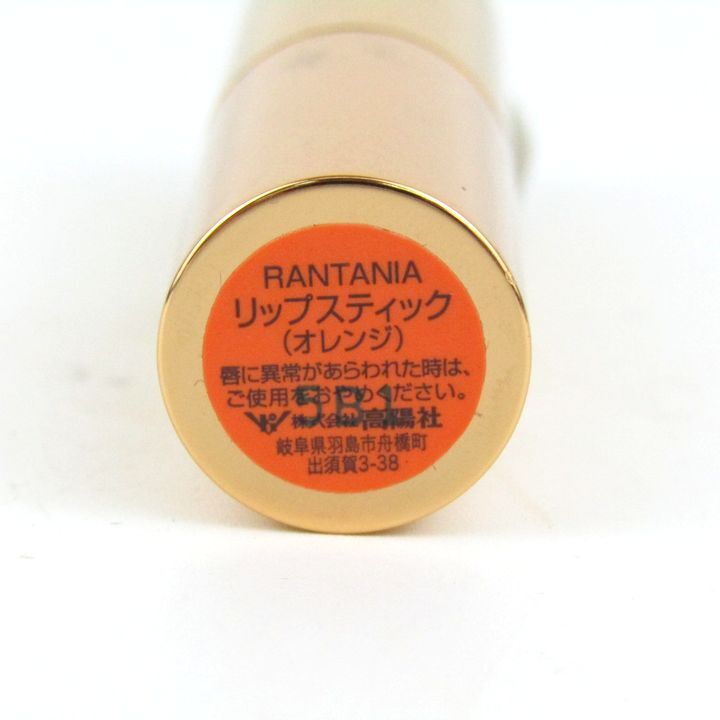 RANTANIA
リップスティック
(オレンジ)
唇に異常があらわれた時は、
ご使用をおやめください。
5B1
株式会社高陽社
岐阜県羽島市舟橋町
出須賀3-38